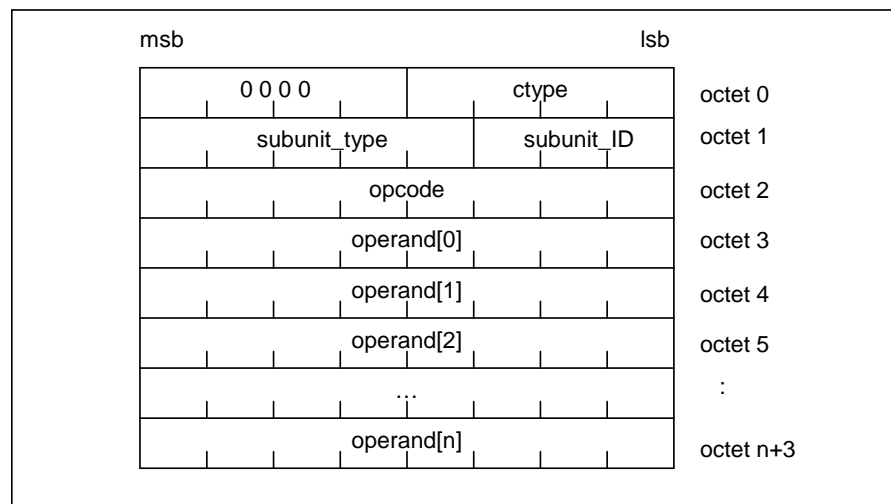 msb lsb
0 0 0 0 ctype octet 0
subunit_type subunit_ID octet 1
opcode octet 2
operand[0] octet 3
operand[1] octet 4
operand[2] octet 5
... :
operand[n] octet n+3